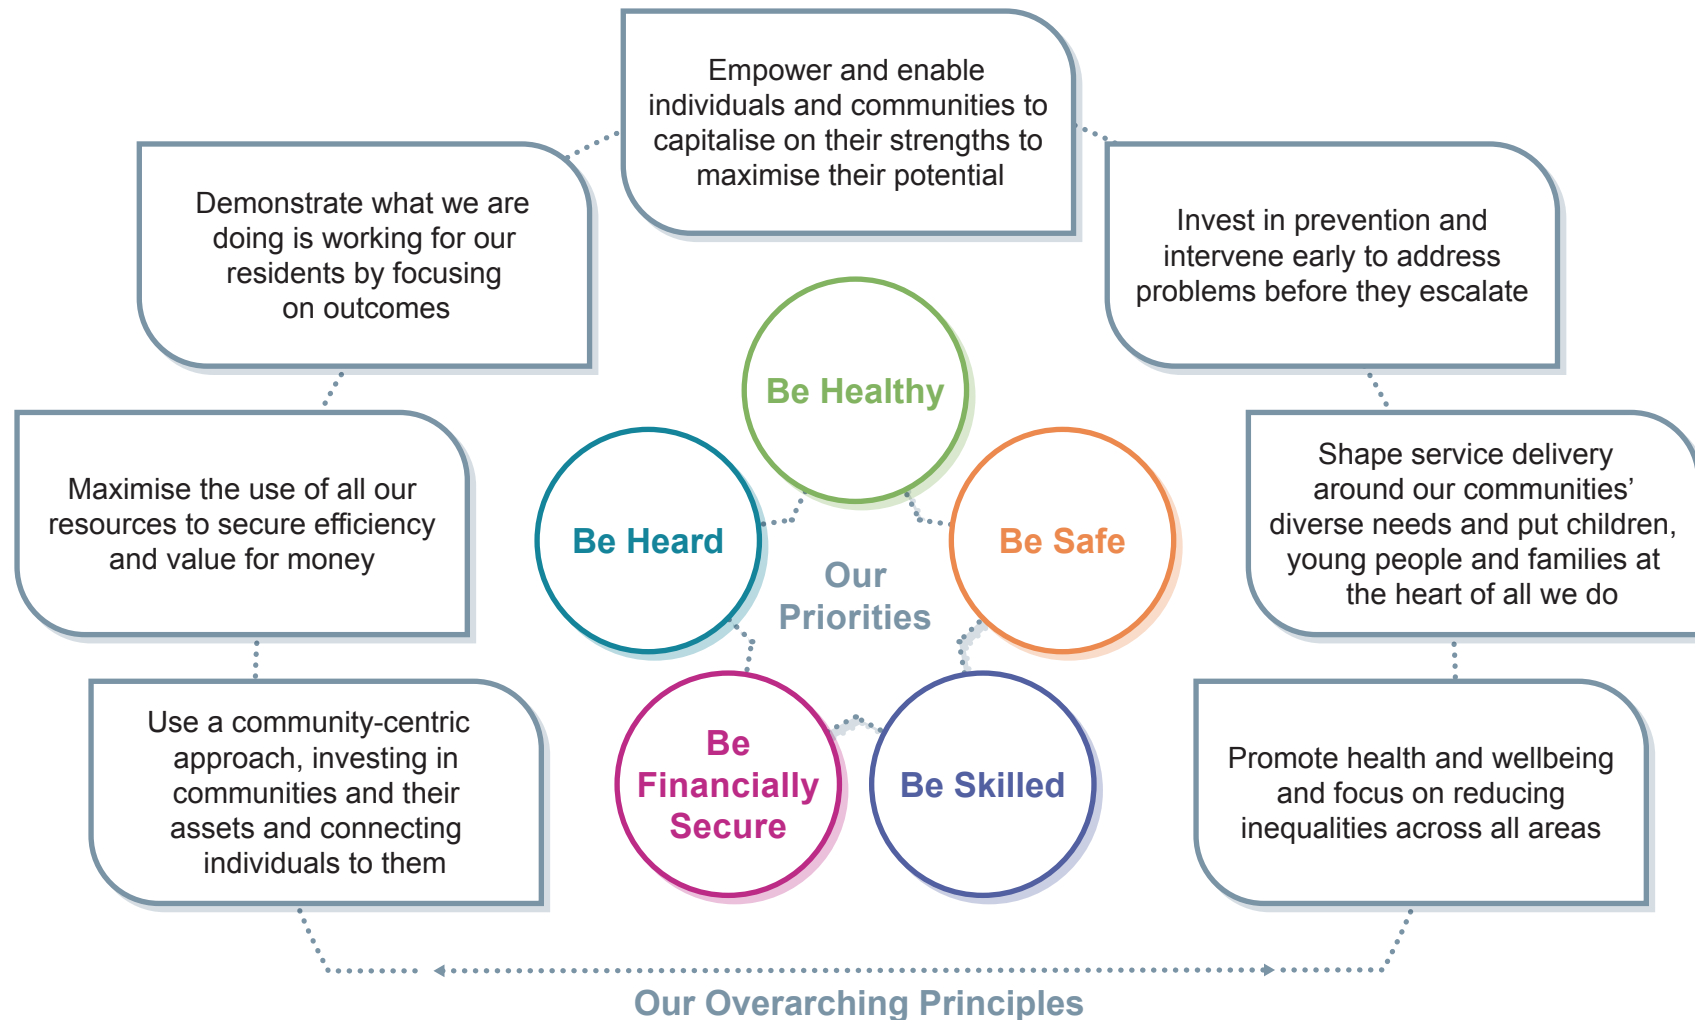 Empower and enable
individuals and communities to
capitalise on their strengths to
maximise their potential
Demonstrate what we are
doing is working for our
residents by focusing
on outcomes
Invest in prevention and
intervene early to address
problems before they escalate
Maximise the use of all our
resources to secure efficiency
and value for money
Shape service delivery
around our communities’
diverse needs and put children,
young people and families at
the heart of all we do
Use a community-centric
approach, investing in
communities and their
assets and connecting
individuals to them
Promote health and wellbeing
and focus on reducing
inequalities across all areas
Be Healthy
Be Heard
Be Safe
Our
Priorities
Be
Financially
Secure
Be Skilled
Our Overarching Principles